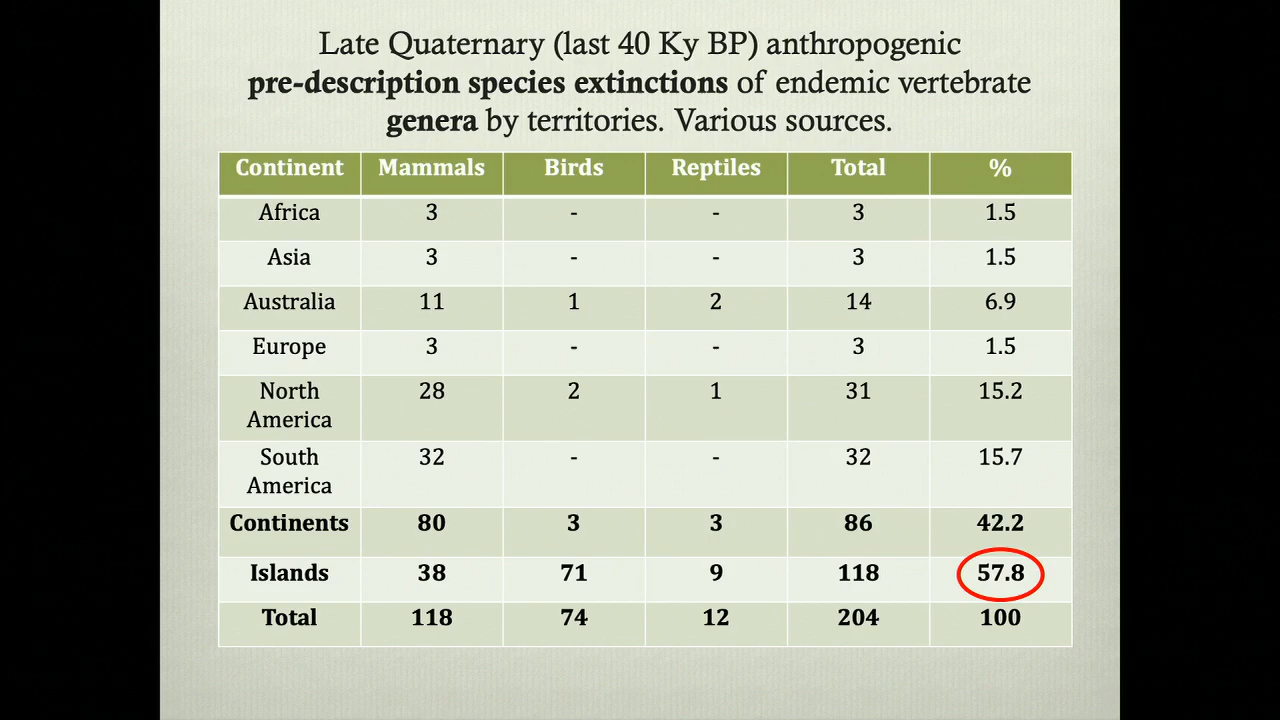 Late Quaternary (last 40 Ky BP) anthropogenic
pre-description species extinctions of endemic vertebrate
genera by territories. Various sources.
Continent Mammals Birds Reptiles Total %
Africa 3 - - 3 1.5
Asia 3 - - 3 1.5
Australia 11 1 2 14 6.9
Europe 3 - - 3 1.5
North America 28 2 1 31 15.2
South America 32 - - 32 15.7
Continents 80 3 3 86 42.2
Islands 38 71 9 118 57.8
Total 118 74 12 204 100